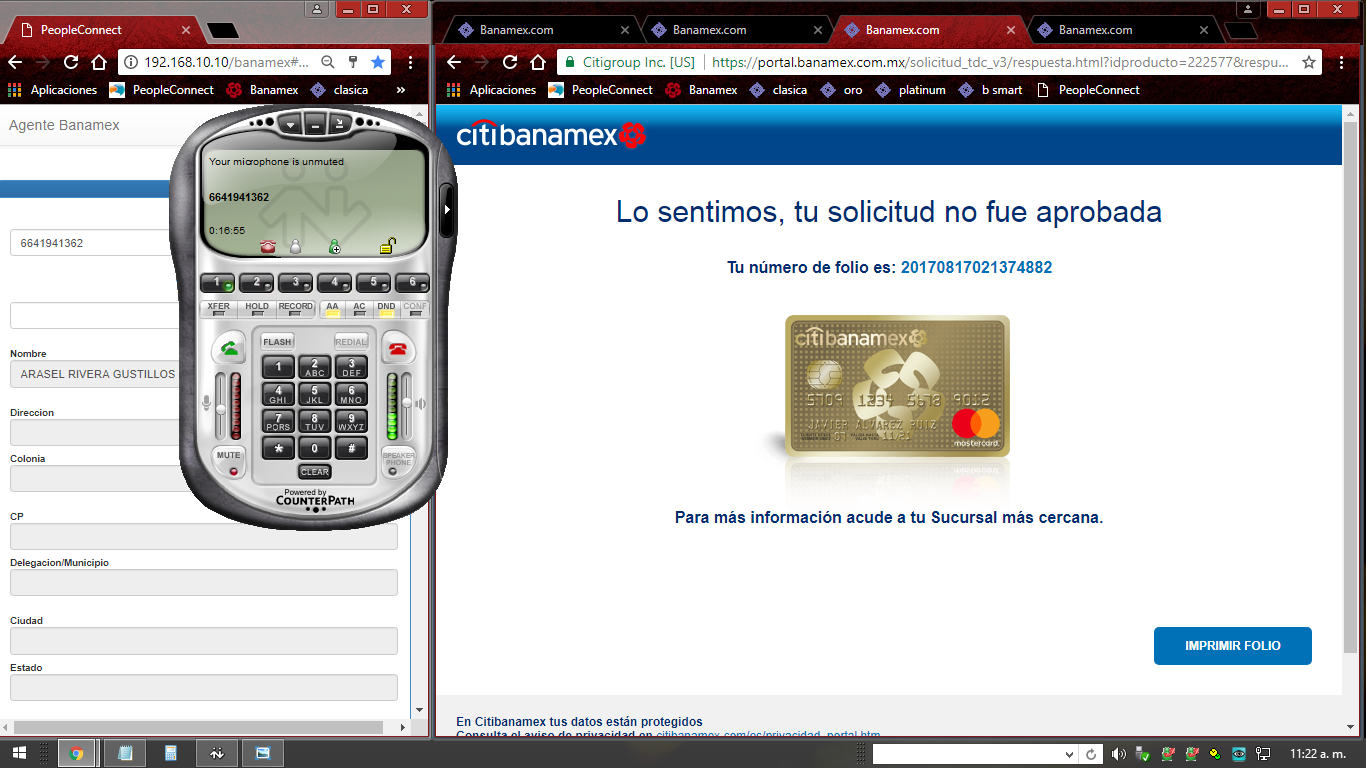 PeopleConnect
192.168.10.10/banamex#...
Aplicaciones PeopleConnect Banamex clasica »
Agente Banamex
6641941362
Nombre
ARASEL RIVERA GUSTILLOS
Direccion
Colonia
CP
Delegacion/Municipio
Ciudad
Estado
Your microphone is unmuted
6641941362
0:16:55
1 2 3 4 5 6
XFER HOLD RECORD AA AC DND CONF
FLASH REDIAL
1 2 ABC 3 DEF
4 GHI 5 JKL 6 MNO
7 PQRS 8 TUV 9 WXYZ
* 0 #
MUTE CLEAR SPEAKER PHONE
Powered by
COUNTERPATH
Banamex.com Banamex.com Banamex.com Banamex.com
Citigroup Inc. [US] https://portal.banamex.com.mx/solicitud_tdc_v3/respuesta.html?idproducto=222577&respu...
Aplicaciones PeopleConnect Banamex clasica oro platinum b smart PeopleConnect
citibanamex
Lo sentimos, tu solicitud no fue aprobada
Tu número de folio es: 20170817021374882
citibanamex
5709 1234 5678 9012
JAVIER ALVAREZ RUIZ
07 11/21
mastercard
Para más información acude a tu Sucursal más cercana.
IMPRIMIR FOLIO
En Citibanamex tus datos están protegidos
Consulta el aviso de privacidad en citibanamex.com/es/privacidad_portal.htm
11:22 a. m.